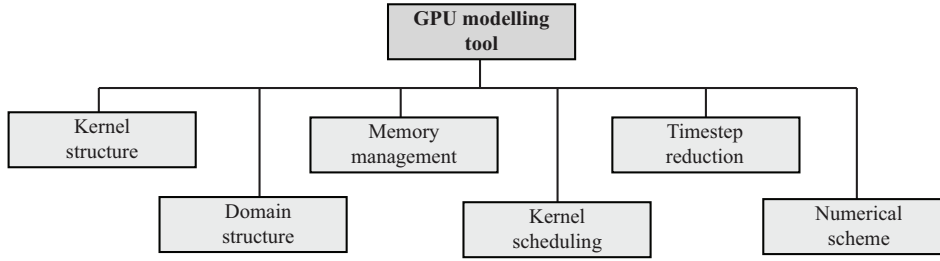 GPU modelling
tool
Kernel
structure
Memory
management
Timestep
reduction
Domain
structure
Kernel
scheduling
Numerical
scheme